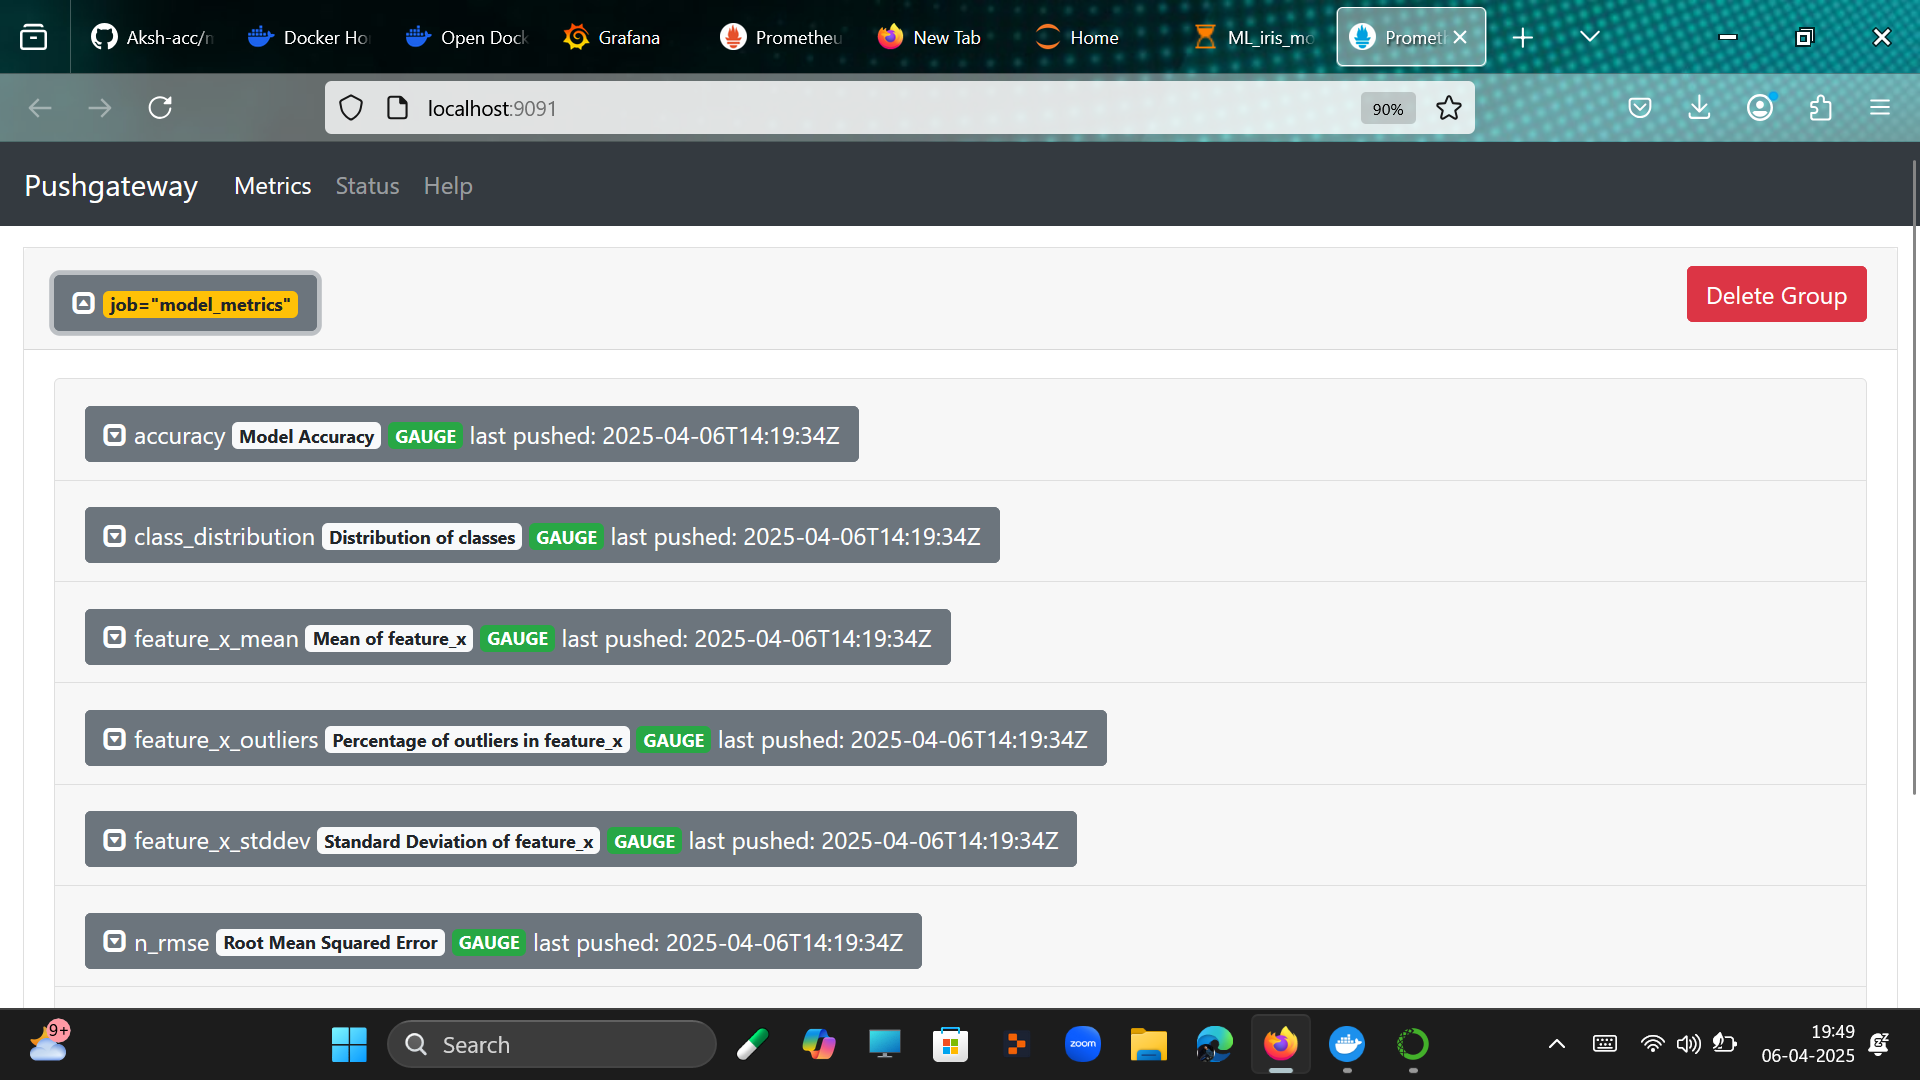 Aksh-acc/m
Docker Ho
Open Dock
Grafana
Prometheu
New Tab
Home
ML_iris_mo
Promet
localhost:9091
90%
Pushgateway Metrics Status Help
job="model_metrics"
Delete Group
accuracy Model Accuracy GAUGE last pushed: 2025-04-06T14:19:34Z
class_distribution Distribution of classes GAUGE last pushed: 2025-04-06T14:19:34Z
feature_x_mean Mean of feature_x GAUGE last pushed: 2025-04-06T14:19:34Z
feature_x_outliers Percentage of outliers in feature_x GAUGE last pushed: 2025-04-06T14:19:34Z
feature_x_stddev Standard Deviation of feature_x GAUGE last pushed: 2025-04-06T14:19:34Z
n_rmse Root Mean Squared Error GAUGE last pushed: 2025-04-06T14:19:34Z
9+
Search
zoom
19:49
06-04-2025